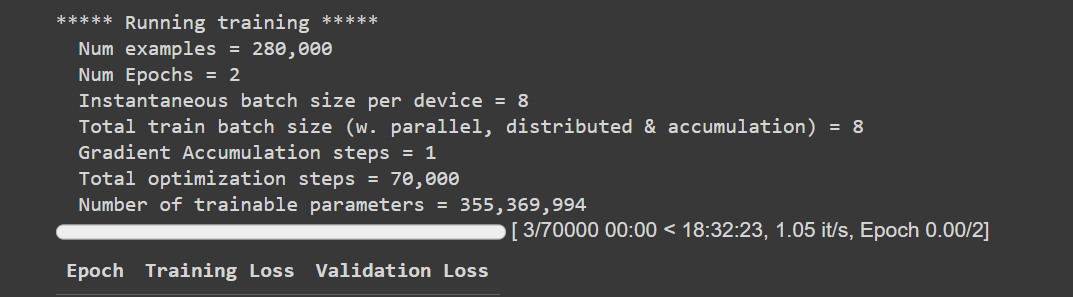 ***** Running training *****
Num examples = 280,000
Num Epochs = 2
Instantaneous batch size per device = 8
Total train batch size (w. parallel, distributed & accumulation) = 8
Gradient Accumulation steps = 1
Total optimization steps = 70,000
Number of trainable parameters = 355,369,994
[ 3/70000 00:00 < 18:32:23, 1.05 it/s, Epoch 0.00/2]
Epoch Training Loss Validation Loss